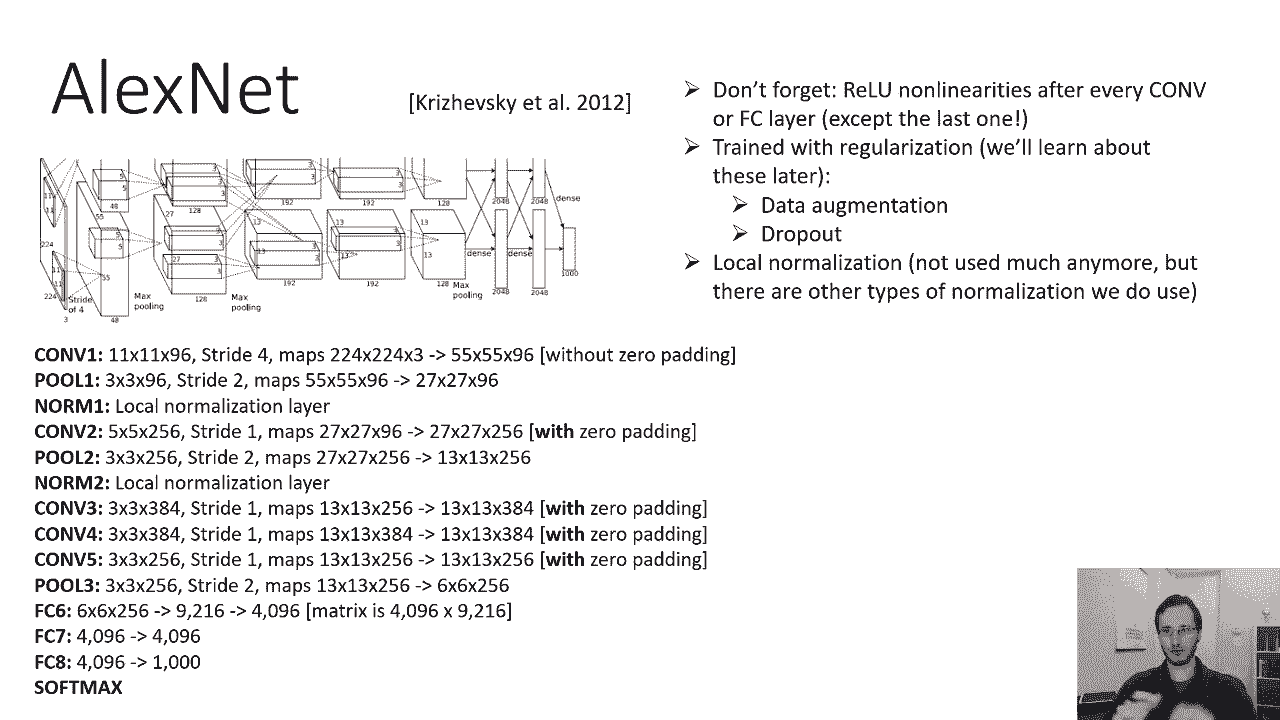 AlexNet
[Krizhevsky et al. 2012]
➢ Don't forget: ReLU nonlinearities after every CONV
or FC layer (except the last one!)
➢ Trained with regularization (we'll learn about
these later):
➢ Data augmentation
➢ Dropout
➢ Local normalization (not used much anymore, but
there are other types of normalization we do use)
11
11
224
11
11
224
3
Stride
of 4
5
5
48
55
5
5
55
48
Max
pooling
3
3
128
27
3
3
27
3
3
128
Max
pooling
3
192
13
3
3
13
192
3
192
13
3
3
13
192
128
13
13
128
Max
pooling
2048
2048
dense
dense
dense
2048
2048
1000
CONV1: 11x11x96, Stride 4, maps 224x224x3 -> 55x55x96 [without zero padding]
POOL1: 3x3x96, Stride 2, maps 55x55x96 -> 27x27x96
NORM1: Local normalization layer
CONV2: 5x5x256, Stride 1, maps 27x27x96 -> 27x27x256 [with zero padding]
POOL2: 3x3x256, Stride 2, maps 27x27x256 -> 13x13x256
NORM2: Local normalization layer
CONV3: 3x3x384, Stride 1, maps 13x13x256 -> 13x13x384 [with zero padding]
CONV4: 3x3x384, Stride 1, maps 13x13x384 -> 13x13x384 [with zero padding]
CONV5: 3x3x256, Stride 1, maps 13x13x256 -> 13x13x256 [with zero padding]
POOL3: 3x3x256, Stride 2, maps 13x13x256 -> 6x6x256
FC6: 6x6x256 -> 9,216 -> 4,096 [matrix is 4,096 x 9,216]
FC7: 4,096 -> 4,096
FC8: 4,096 -> 1,000
SOFTMAX